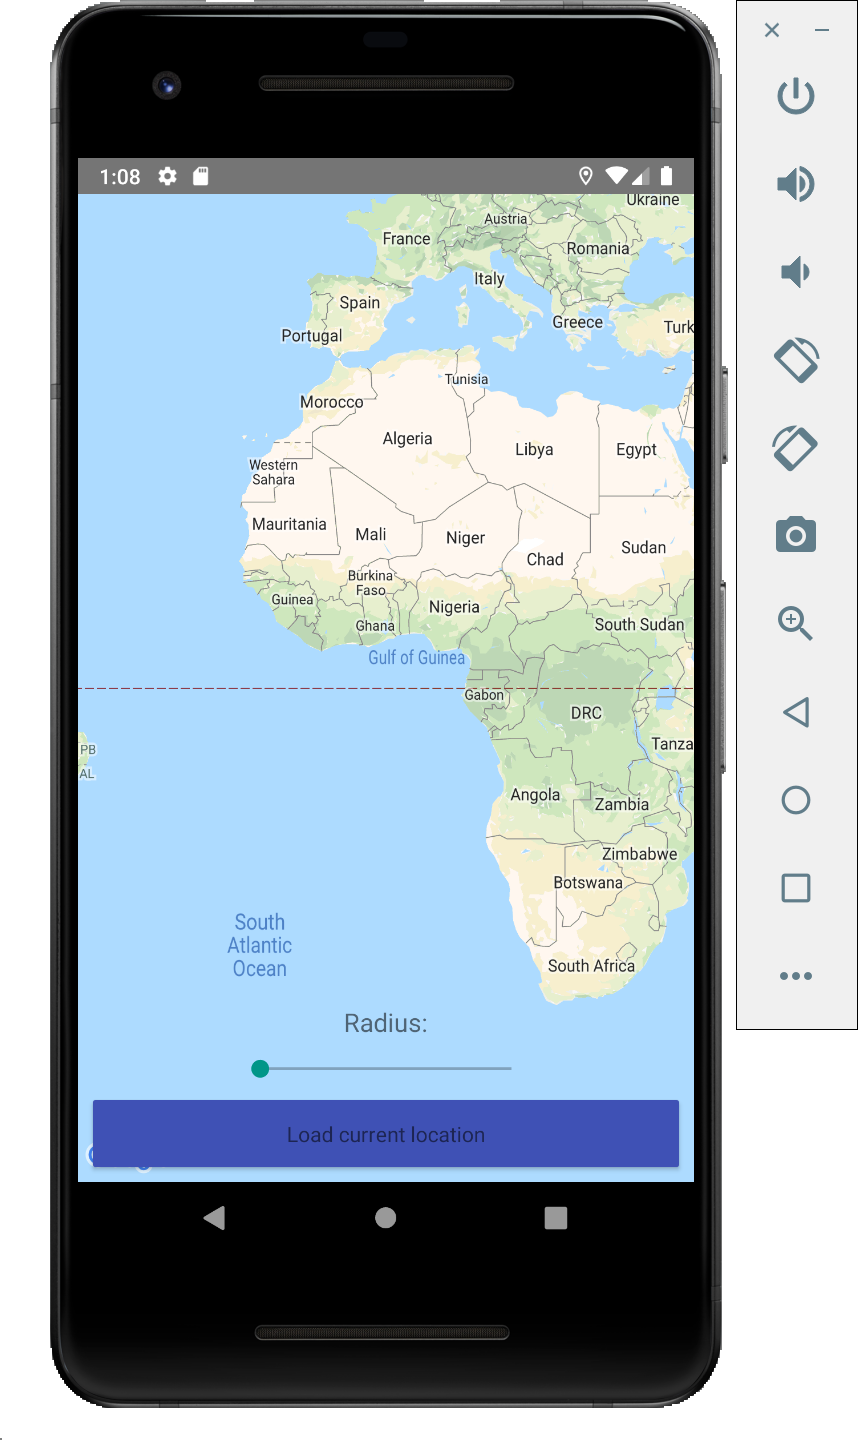 1:08
Ukraine
Austria
France
Romania
Italy
Spain
Greece
Turk
Portugal
Tunisia
Morocco
Algeria
Libya
Egypt
Western
Sahara
Mauritania
Mali
Niger
Chad
Sudan
Burkina
Faso
Guinea
Nigeria
Ghana
South Sudan
Gulf of Guinea
Gabon
DRC
PB
Tanza
AL
Angola
Zambia
Zimbabwe
Botswana
South
Atlantic
Ocean
South Africa
Radius:
Load current location